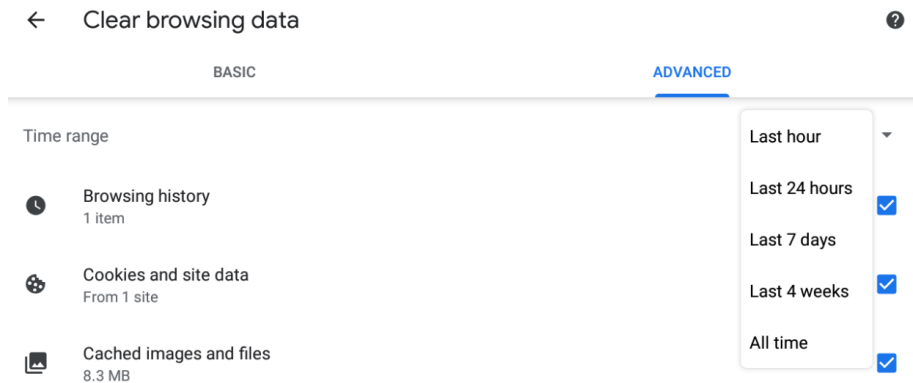 Clear browsing data
BASIC
ADVANCED
Time range
Last hour
Last 24 hours
Last 7 days
Last 4 weeks
All time
Browsing history
1 item
Cookies and site data
From 1 site
Cached images and files
8.3 MB